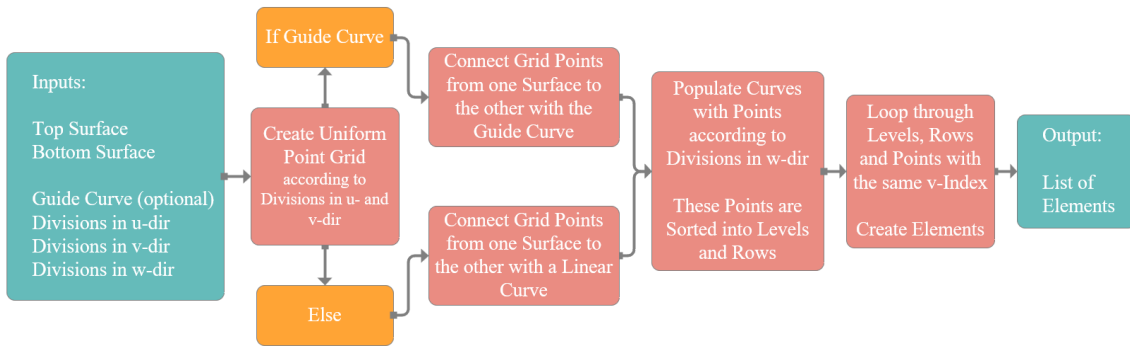 Inputs:
Top Surface
Bottom Surface
Guide Curve (optional)
Divisions in u-dir
Divisions in v-dir
Divisions in w-dir
If Guide Curve
Create Uniform
Point Grid
according to
Divisions in u- and
v-dir
Else
Connect Grid Points
from one Surface to
the other with the
Guide Curve
Connect Grid Points
from one Surface to
the other with a Linear
Curve
Populate Curves
with Points
according to
Divisions in w-dir
These Points are
Sorted into Levels
and Rows
Loop through
Levels, Rows
and Points with
the same v-Index
Create Elements
Output:
List of
Elements